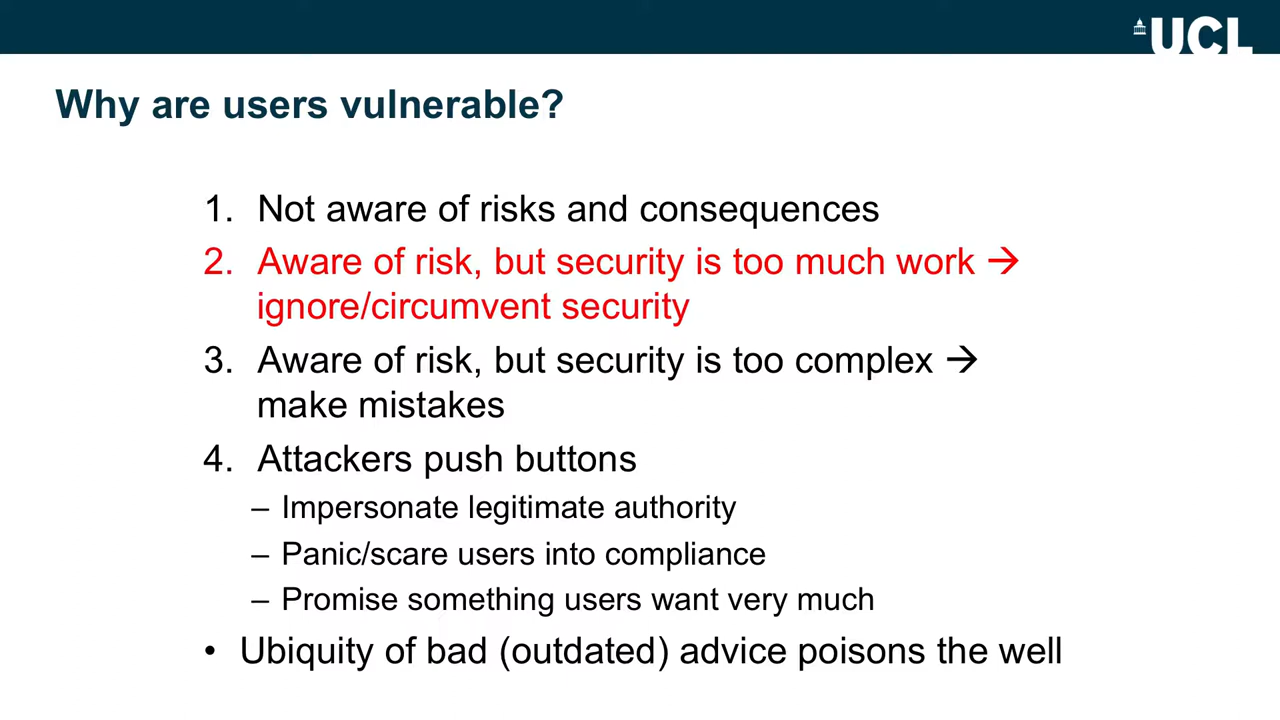 UCL
Why are users vulnerable?
1. Not aware of risks and consequences
2. Aware of risk, but security is too much work →
ignore/circumvent security
3. Aware of risk, but security is too complex →
make mistakes
4. Attackers push buttons
– Impersonate legitimate authority
– Panic/scare users into compliance
– Promise something users want very much
• Ubiquity of bad (outdated) advice poisons the well